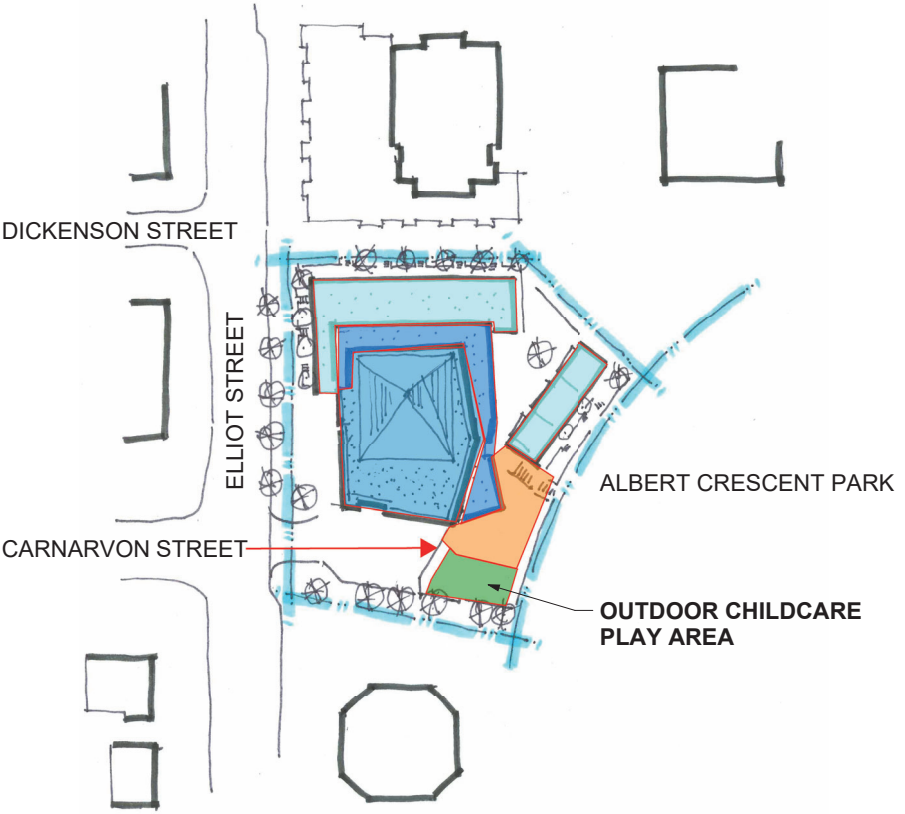 DICKENSON STREET
ELLIOT STREET
ALBERT CRESCENT PARK
CARNARVON STREET
OUTDOOR CHILDCARE
PLAY AREA